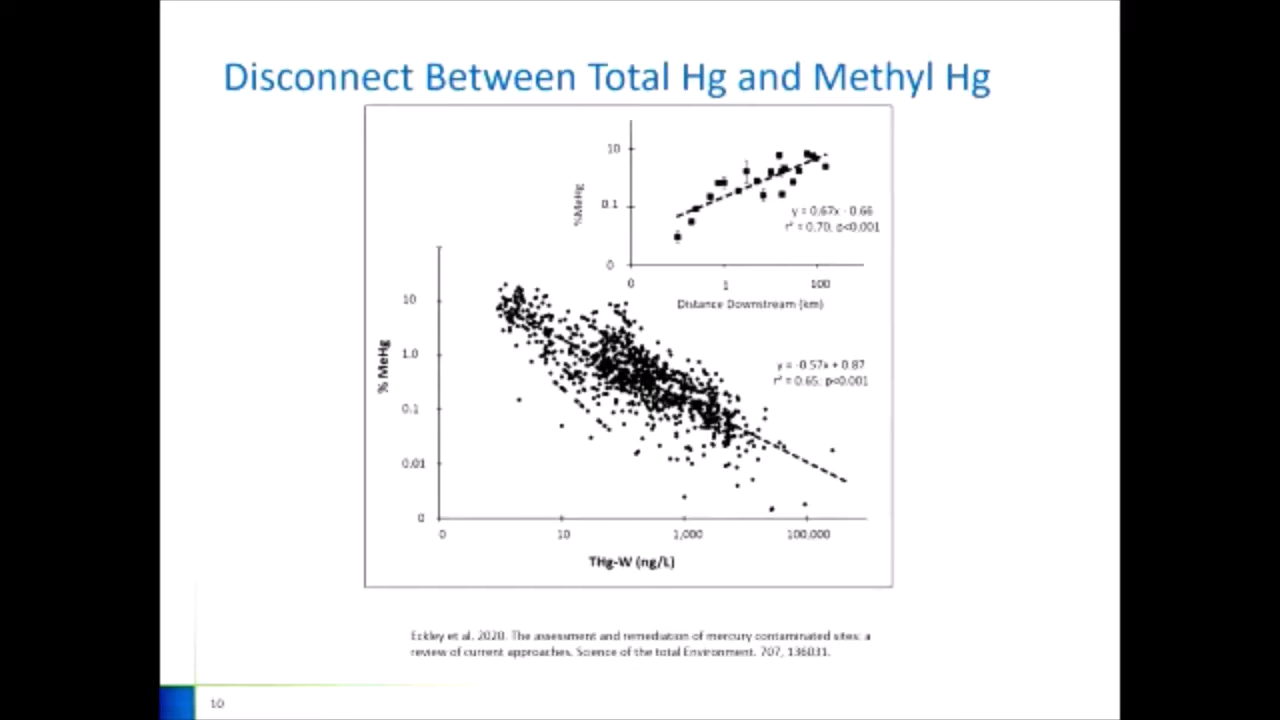 Disconnect Between Total Hg and Methyl Hg
10
0.1
0
%MeHg
y = 0.67x - 0.66
r² = 0.70, p<0.001
0
1
100
Distance Downstream (km)
10
1.0
0.1
0.01
0
% MeHg
y = -0.57x + 0.87
r² = 0.65, p<0.001
0
10
1,000
100,000
THg-W (ng/L)
Eckley et al. 2020. The assessment and remediation of mercury contaminated sites: a
review of current approaches. Science of the total Environment. 707, 136031.
10